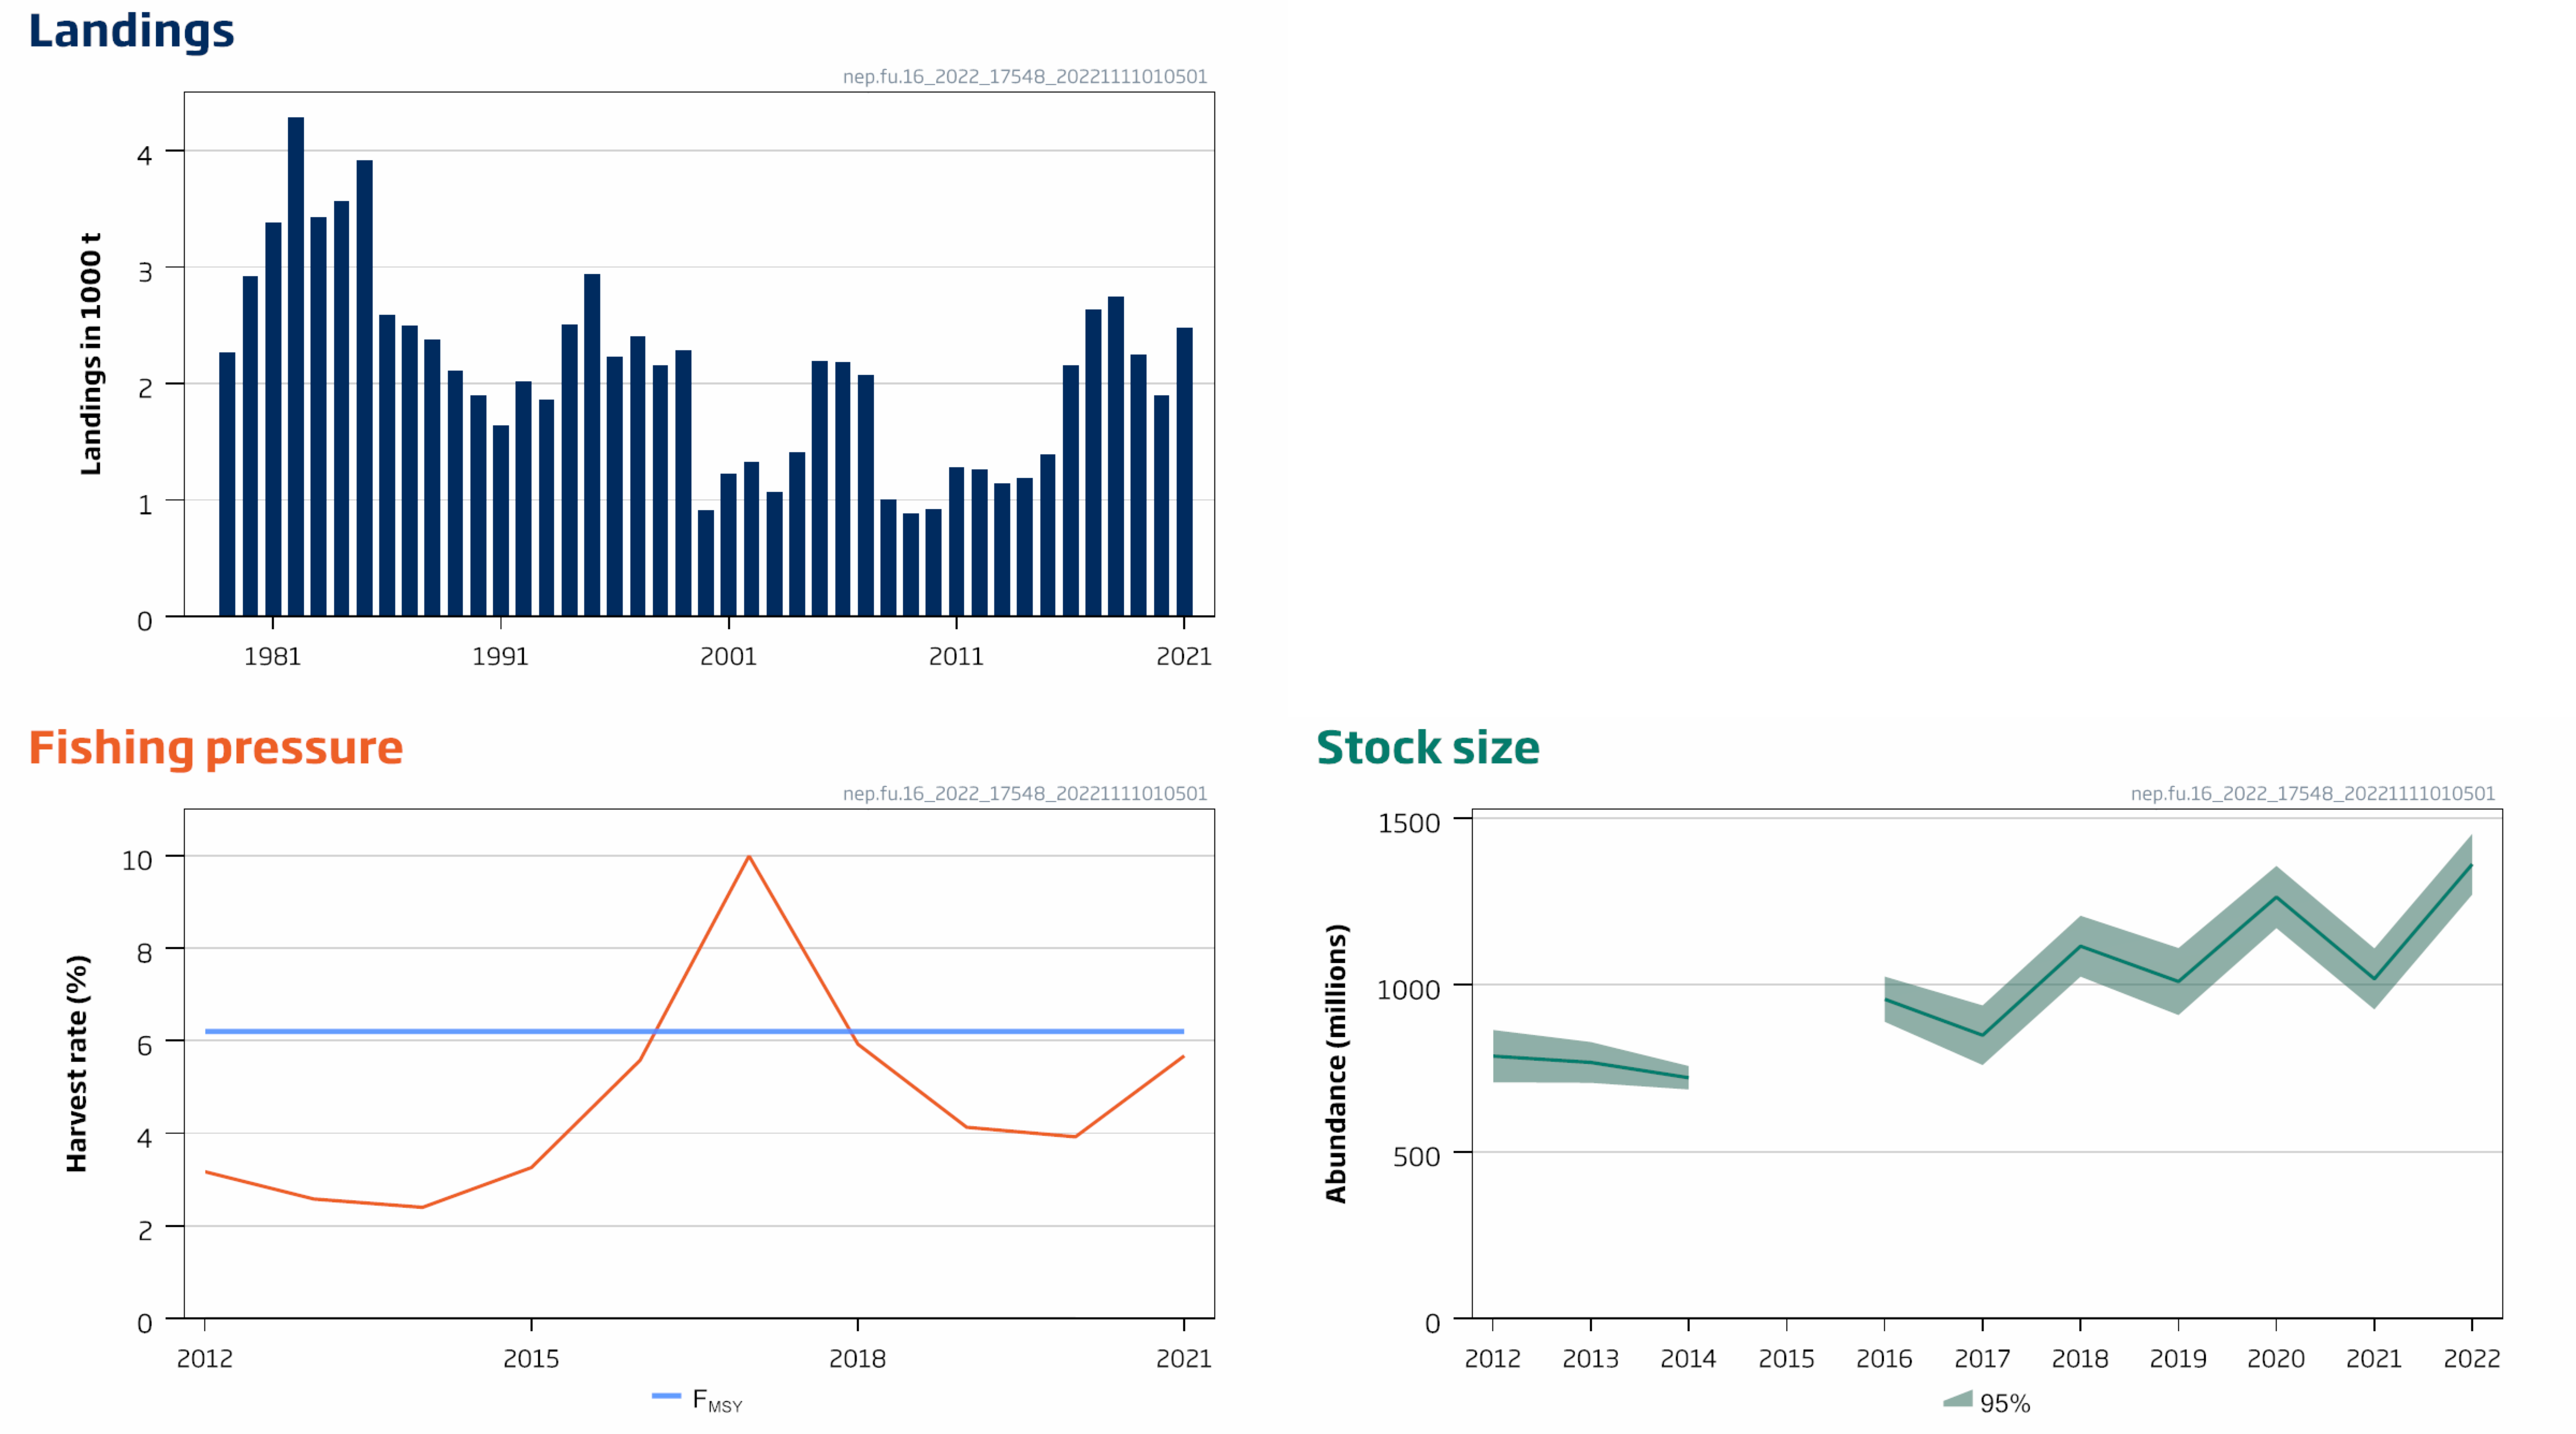 Landings
nep.fu.16_2022_17548_20221111010501
Landings in 1000 t
4
3
2
1
0
1981 1991 2001 2011 2021
Fishing pressure
nep.fu.16_2022_17548_20221111010501
Harvest rate (%)
10
8
6
4
2
0
2012 2015 2018 2021
FMSY
Stock size
nep.fu.16_2022_17548_20221111010501
Abundance (millions)
1500
1000
500
0
2012 2013 2014 2015 2016 2017 2018 2019 2020 2021 2022
95%